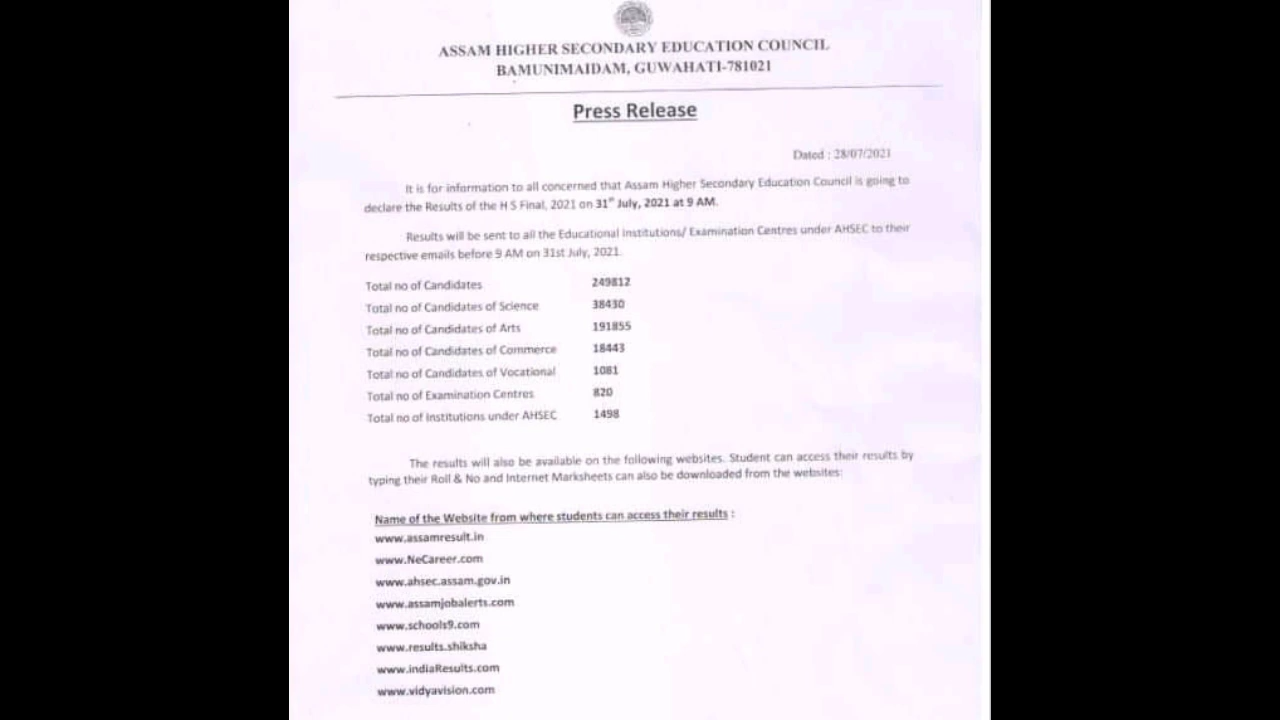 ASSAM HIGHER SECONDARY EDUCATION COUNCIL
BAMUNIMAIDAM, GUWAHATI-781021
Press Release
Dated : 28/07/2021
It is for information to all concerned that Assam Higher Secondary Education Council is going to
declare the Results of the H S Final, 2021 on 31st July, 2021 at 9 AM.
Results will be sent to all the Educational Institutions/ Examination Centres under AHSEC to their
respective emails before 9 AM on 31st July, 2021.
Total no of Candidates 249812
Total no of Candidates of Science 38430
Total no of Candidates of Arts 191855
Total no of Candidates of Commerce 18443
Total no of Candidates of Vocational 1081
Total no of Examination Centres 820
Total no of Institutions under AHSEC 1498
The results will also be available on the following websites. Student can access their results by
typing their Roll & No and Internet Marksheets can also be downloaded from the websites:
Name of the Website from where students can access their results :
www.assamresult.in
www.NeCareer.com
www.ahsec.assam.gov.in
www.assamjobalerts.com
www.schools9.com
www.results.shiksha
www.indiaResults.com
www.vidyavision.com